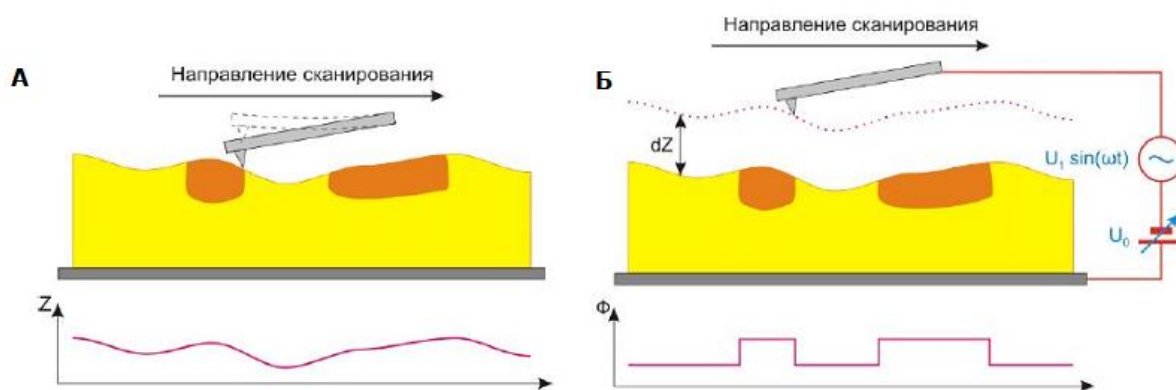 А
Направление сканирования
Z
Б
Направление сканирования
dZ
U₁ sin(ωt)
U₀
Ф